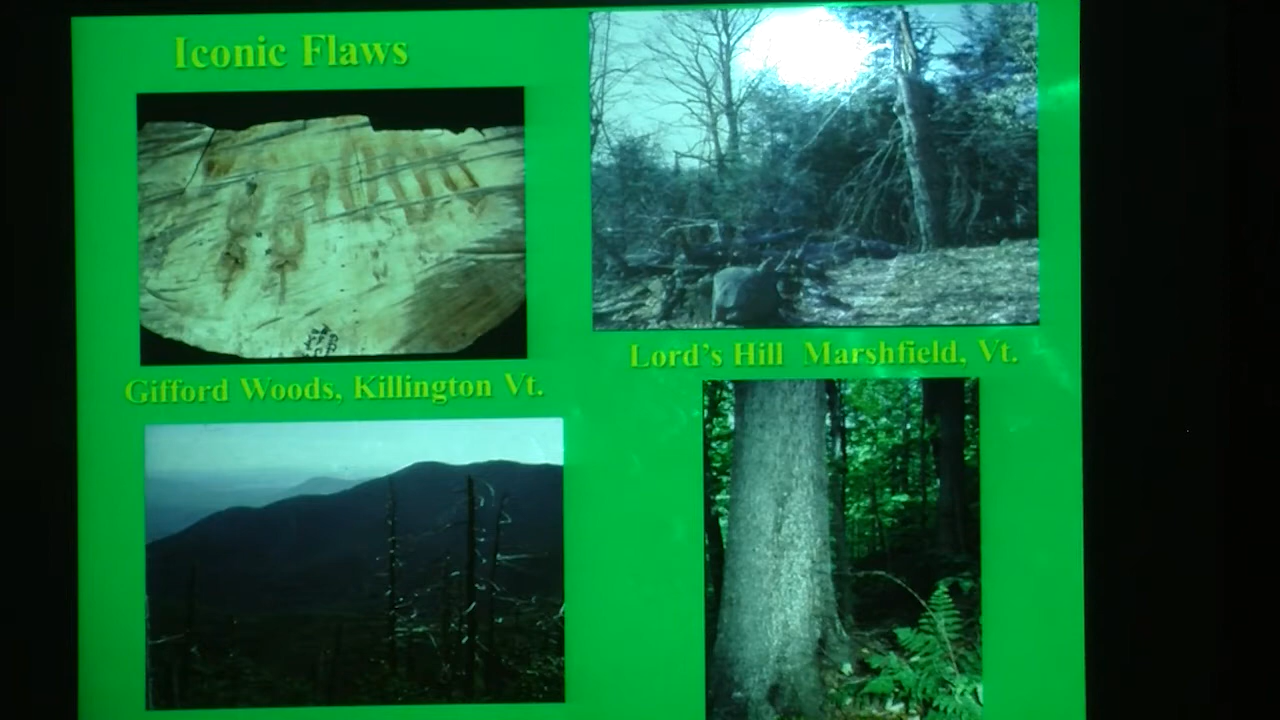 Iconic Flaws
Lord's Hill Marshfield, Vt.
Gifford Woods, Killington Vt.